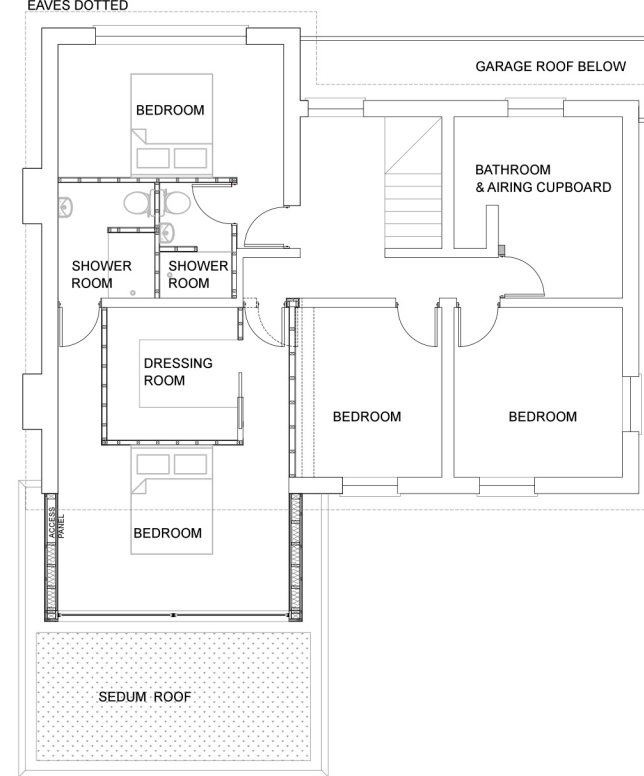 EAVES DOTTED
GARAGE ROOF BELOW
BEDROOM
BATHROOM
& AIRING CUPBOARD
SHOWER
ROOM
SHOWER
ROOM
DRESSING
ROOM
BEDROOM
BEDROOM
ACCESS
PANEL
BEDROOM
SEDUM ROOF